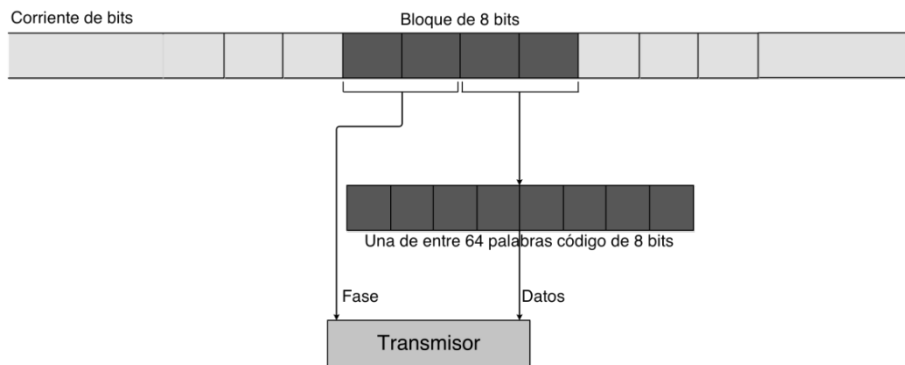 Corriente de bits
Bloque de 8 bits
Una de entre 64 palabras código de 8 bits
Fase
Datos
Transmisor